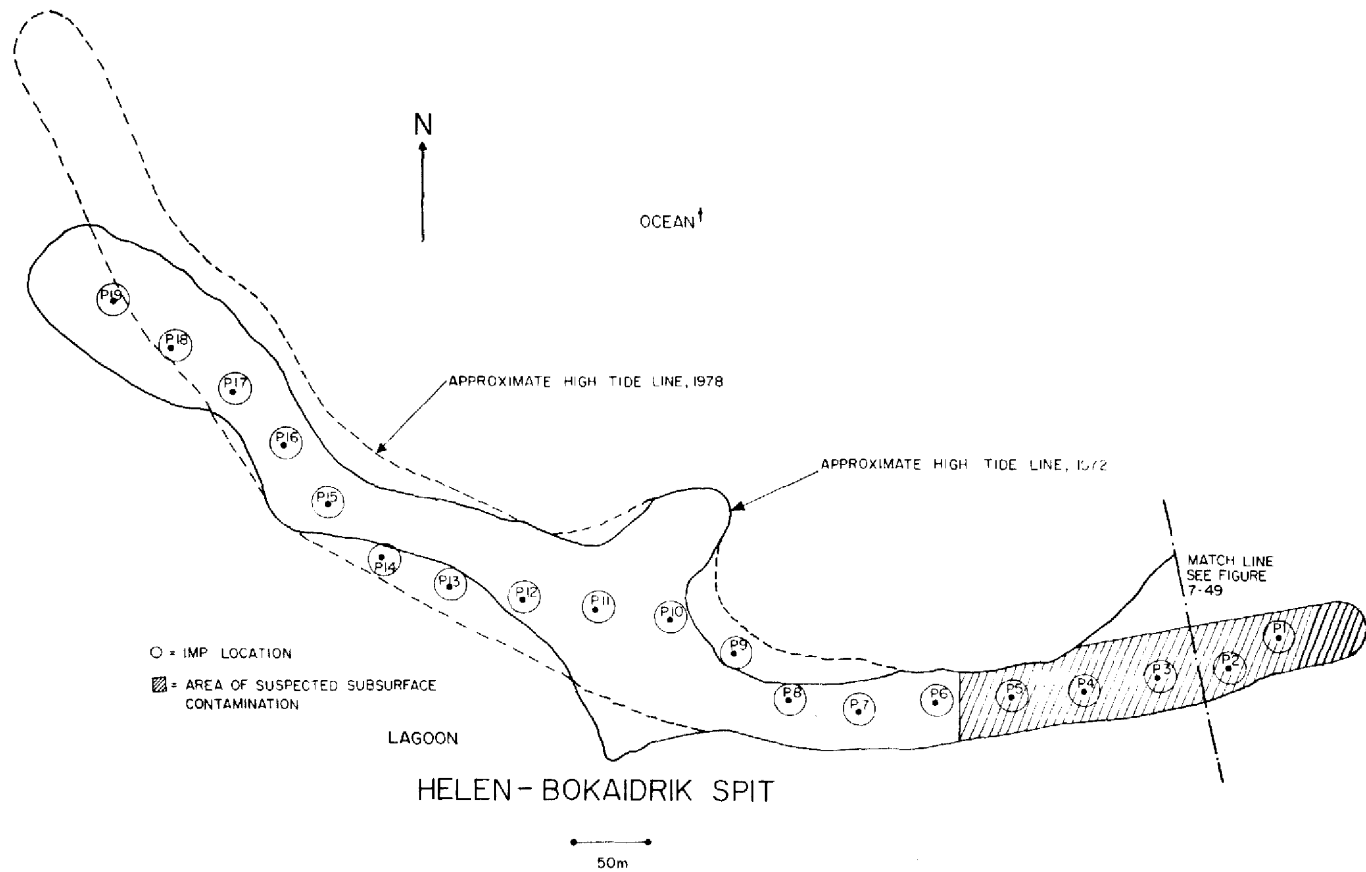 N
OCEAN†
P19
P18
P17
P16
P15
P14
P13
P12
P11
P10
P9
P8
P7
P6
P5
P4
P3
P2
P1
APPROXIMATE HIGH TIDE LINE, 1978
APPROXIMATE HIGH TIDE LINE, 1972
MATCH LINE
SEE FIGURE
7-49
○ = IMP LOCATION
▨ = AREA OF SUSPECTED SUBSURFACE
CONTAMINATION
LAGOON
HELEN-BOKAIDRIK SPIT
50m